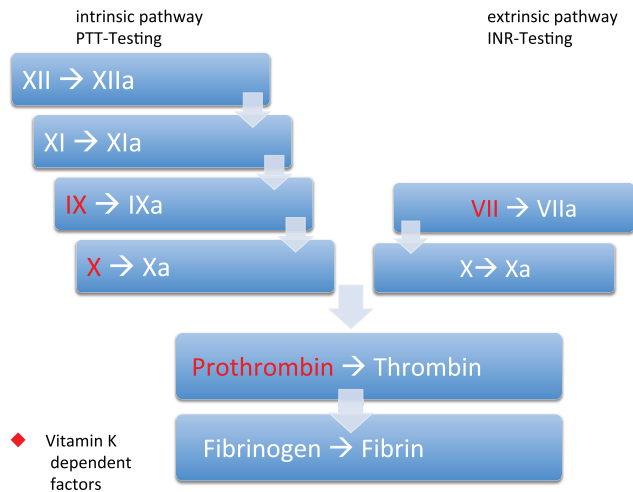 intrinsic pathway
PTT-Testing
XII → XIIa
XI → XIa
IX → IXa
X → Xa
extrinsic pathway
INR-Testing
VII → VIIa
X→ Xa
Prothrombin → Thrombin
Fibrinogen → Fibrin
Vitamin K
dependent
factors